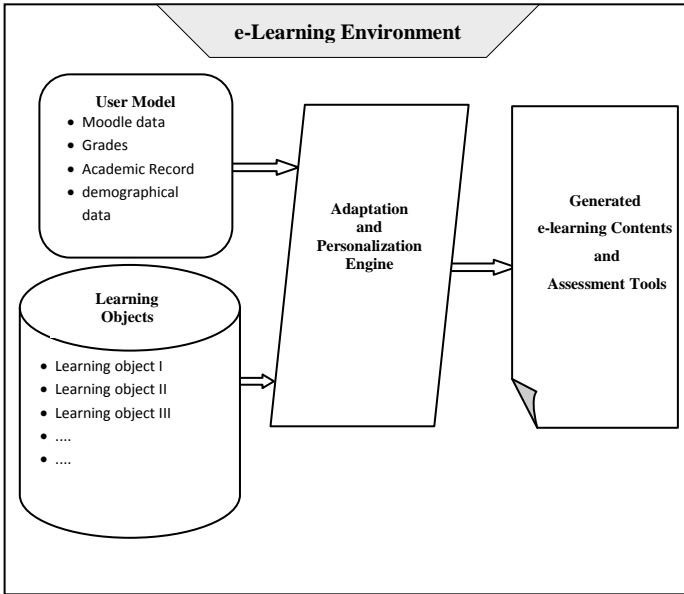 e-Learning Environment
User Model
• Moodle data
• Grades
• Academic Record
• demographical
data
Learning
Objects
• Learning object I
• Learning object II
• Learning object III
• ....
• ....
Adaptation
and
Personalization
Engine
Generated
e-learning Contents
and
Assessment Tools